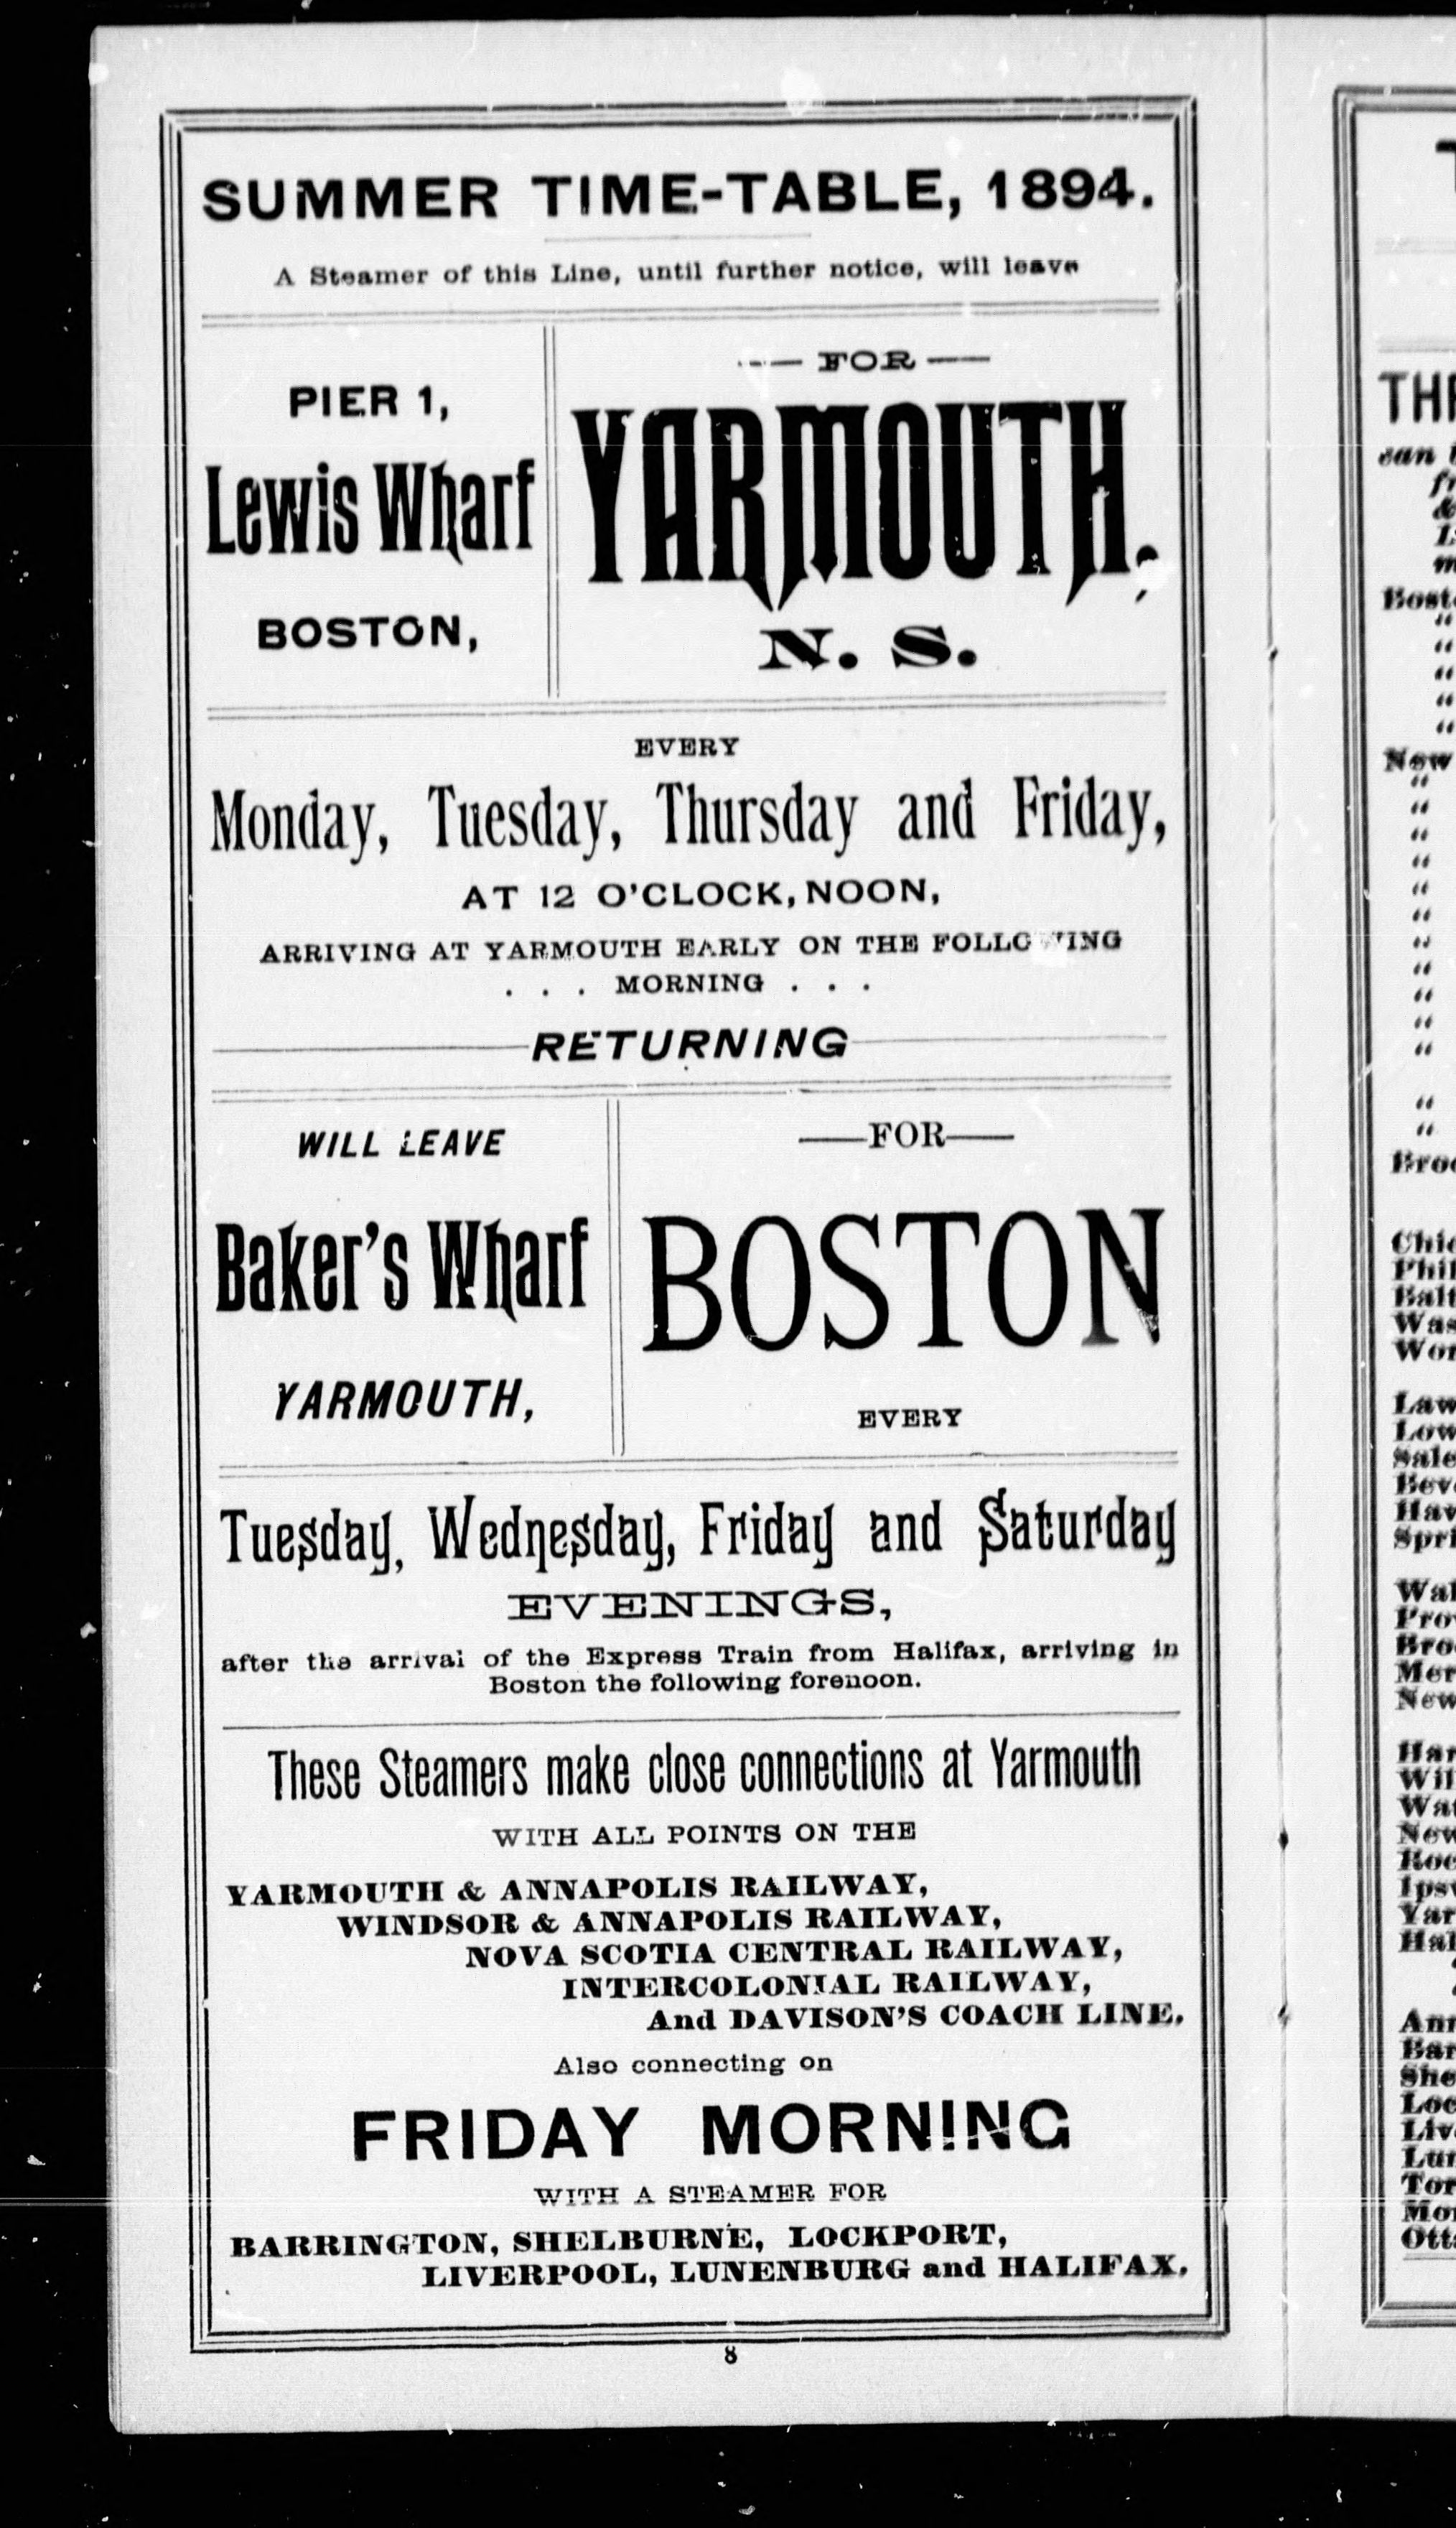 SUMMER TIME-TABLE, 1894.
A Steamer of this Line, until further notice, will leave
PIER 1,
Lewis Wharf
BOSTON,
— FOR —
YARMOUTH,
N. S.
EVERY
Monday, Tuesday, Thursday and Friday,
AT 12 O'CLOCK, NOON,
ARRIVING AT YARMOUTH EARLY ON THE FOLLOWING
. . . MORNING . . .
RETURNING
WILL LEAVE
Baker's Wharf
YARMOUTH,
—FOR—
BOSTON
EVERY
Tuesday, Wednesday, Friday and Saturday
EVENINGS,
after the arrival of the Express Train from Halifax, arriving in
Boston the following forenoon.
These Steamers make close connections at Yarmouth
WITH ALL POINTS ON THE
YARMOUTH & ANNAPOLIS RAILWAY,
WINDSOR & ANNAPOLIS RAILWAY,
NOVA SCOTIA CENTRAL RAILWAY,
INTERCOLONIAL RAILWAY,
And DAVISON'S COACH LINE.
Also connecting on
FRIDAY MORNING
WITH A STEAMER FOR
BARRINGTON, SHELBURNE, LOCKPORT,
LIVERPOOL, LUNENBURG and HALIFAX.
8